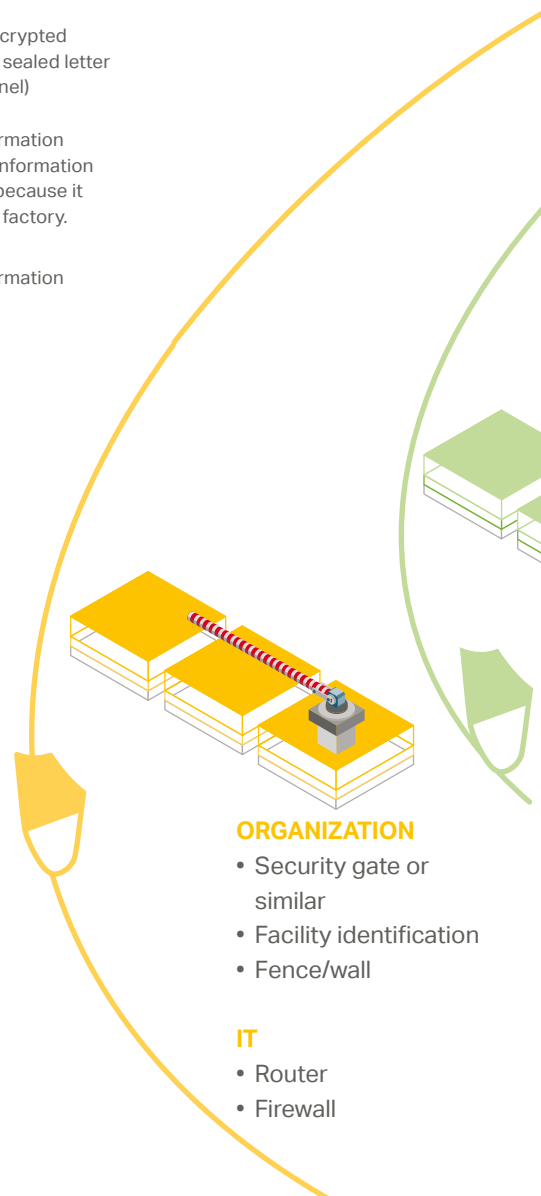 crypted
sealed letter
nel)
rmation
nformation
because it
factory.
rmation
ORGANIZATION
• Security gate or
similar
• Facility identification
• Fence/wall
IT
• Router
• Firewall